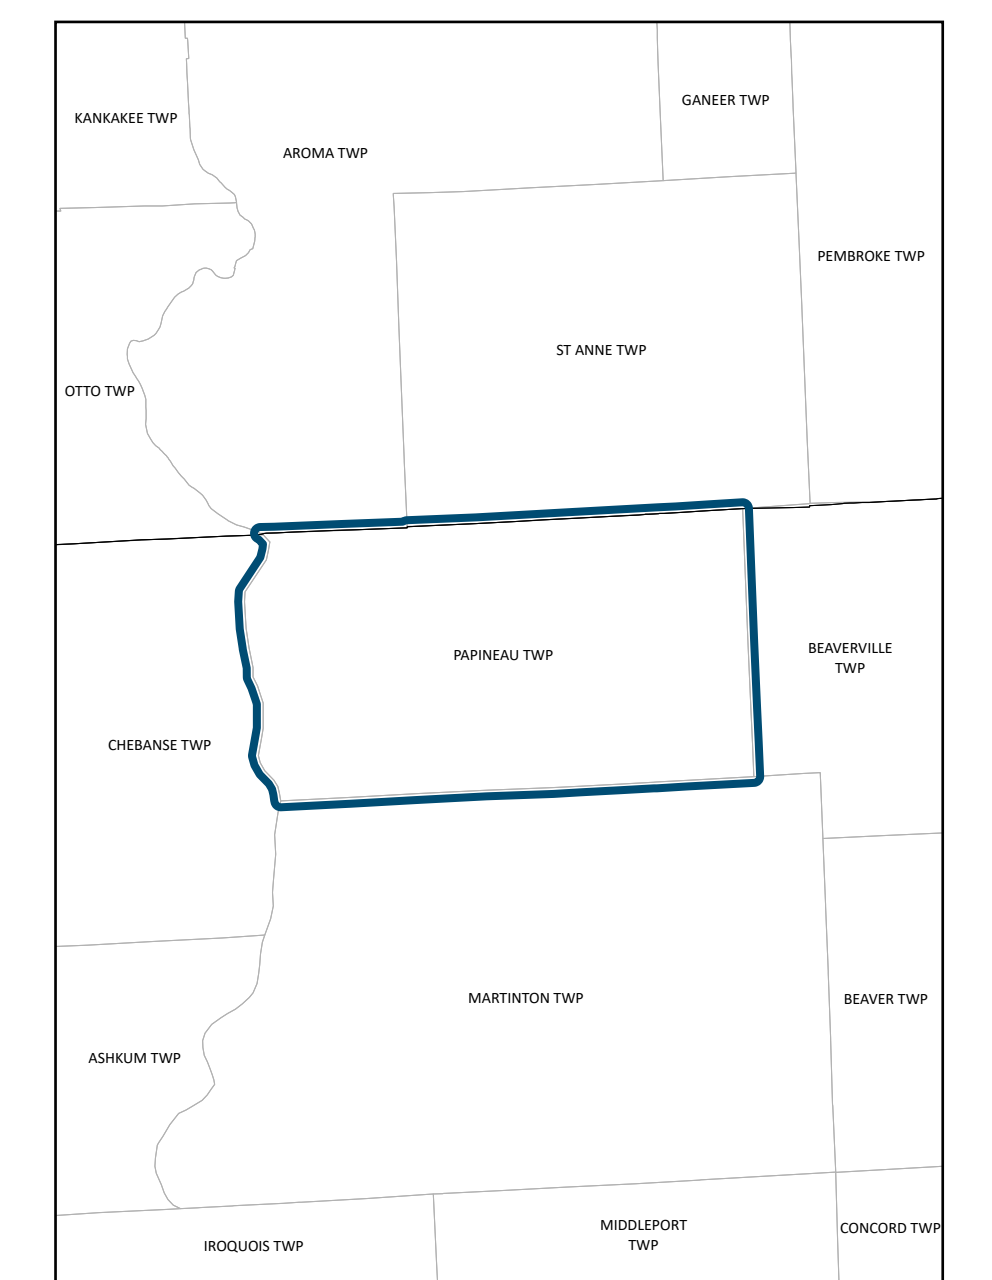 GANEER TWP
KANKAKEE TWP
AROMA TWP
PEMBROKE TWP
ST ANNE TWP
OTTO TWP
PAPINEAU TWP
BEAVERVILLE
TWP
CHEBANSE TWP
MARTINTON TWP
BEAVER TWP
ASHKUM TWP
MIDDLEPORT
TWP
CONCORD TWP
IROQUOIS TWP